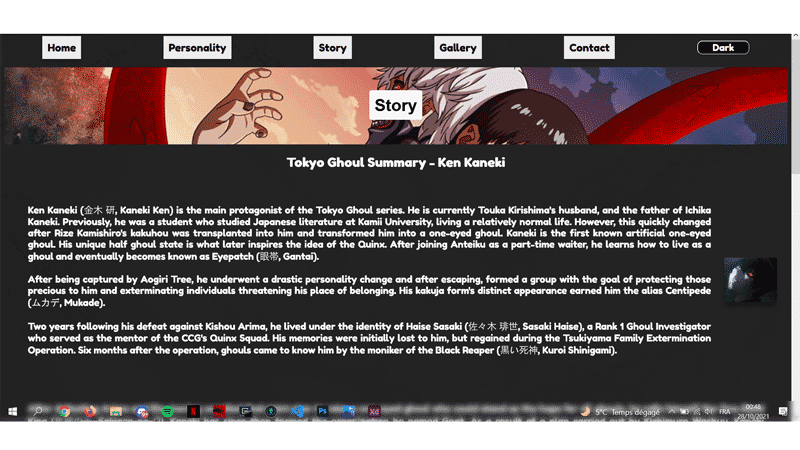 Home Personality Story Gallery Contact Dark
Story
Tokyo Ghoul Summary - Ken Kaneki
Ken Kaneki (金木 研, Kaneki Ken) is the main protagonist of the Tokyo Ghoul series. He is currently Touka Kirishima's husband, and the father of Ichika
Kaneki. Previously, he was a student who studied Japanese literature at Kamii University, living a relatively normal life. However, this quickly changed
after Rize Kamishiro's kakuhou was transplanted into him and transformed him into a one-eyed ghoul. Kaneki is the first known artificial one-eyed
ghoul. His unique half ghoul state is what later inspires the idea of the Quinx. After joining Anteiku as a part-time waiter, he learns how to live as a
ghoul and eventually becomes known as Eyepatch (眼帯, Gantai).
After being captured by Aogiri Tree, he underwent a drastic personality change and after escaping, formed a group with the goal of protecting those
precious to him and exterminating individuals threatening his place of belonging. His kakuja form's distinct appearance earned him the alias Centipede
(ムカデ, Mukade).
Two years following his defeat against Kishou Arima, he lived under the identity of Haise Sasaki (佐々木 琲世, Sasaki Haise), a Rank 1 Ghoul Investigator
who served as the mentor of the CCG's Quinx Squad. His memories were initially lost to him, but regained during the Tsukiyama Family Extermination
Operation. Six months after the operation, ghouls came to know him by the moniker of the Black Reaper (黒い死神, Kuroi Shinigami).
5°C Temps dégagé FRA 00:48
28/10/2021